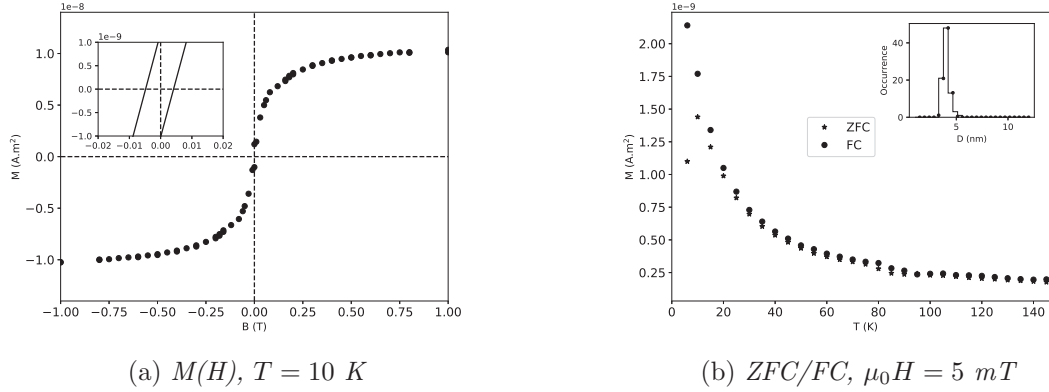 1e−8
1.0
0.5
0.0
−0.5
−1.0
M (A.m²)
−1.00 −0.75 −0.50 −0.25 0.00 0.25 0.50 0.75 1.00
B (T)
1e−9
1.0
0.5
0.0
−0.5
−1.0
−0.02 −0.01 0.00 0.01 0.02
(a) M(H), T = 10 K
1e−9
2.00
1.75
1.50
1.25
1.00
0.75
0.50
0.25
M (A.m²)
0 20 40 60 80 100 120 140
T (K)
ZFC
FC
40
20
0
Occurrence
5 10
D (nm)
(b) ZFC/FC, μ₀H = 5 mT